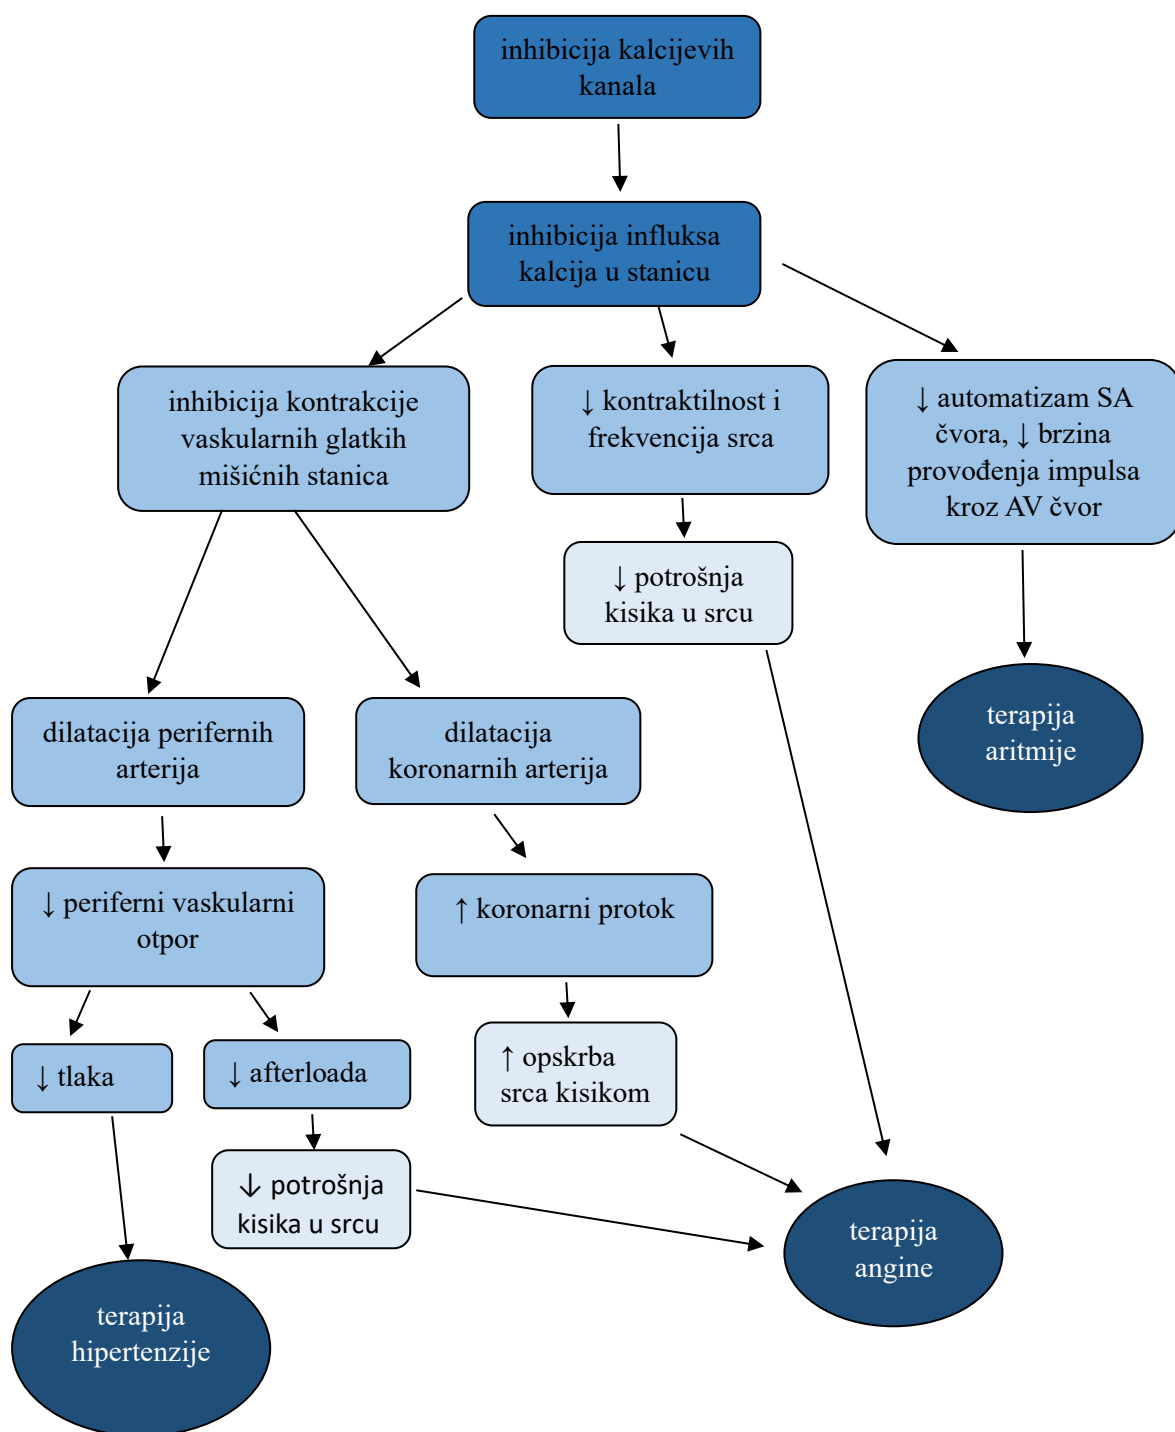 inhibicija kalcijevih
kanala
inhibicija influksa
kalcija u stanicu
inhibicija kontrakcije
vaskularnih glatkih
mišićnih stanica
↓ kontraktilnost i
frekvencija srca
↓ automatizam SA
čvora, ↓ brzina
provođenja impulsa
kroz AV čvor
↓ potrošnja
kisika u srcu
terapija
aritmije
dilatacija perifernih
arterija
dilatacija
koronarnih arterija
↓ periferni vaskularni
otpor
↑ koronarni protok
↓ tlaka
↓ afterloada
↑ opskrba
srca kisikom
↓ potrošnja
kisika u srcu
terapija
angine
terapija
hipertenzije